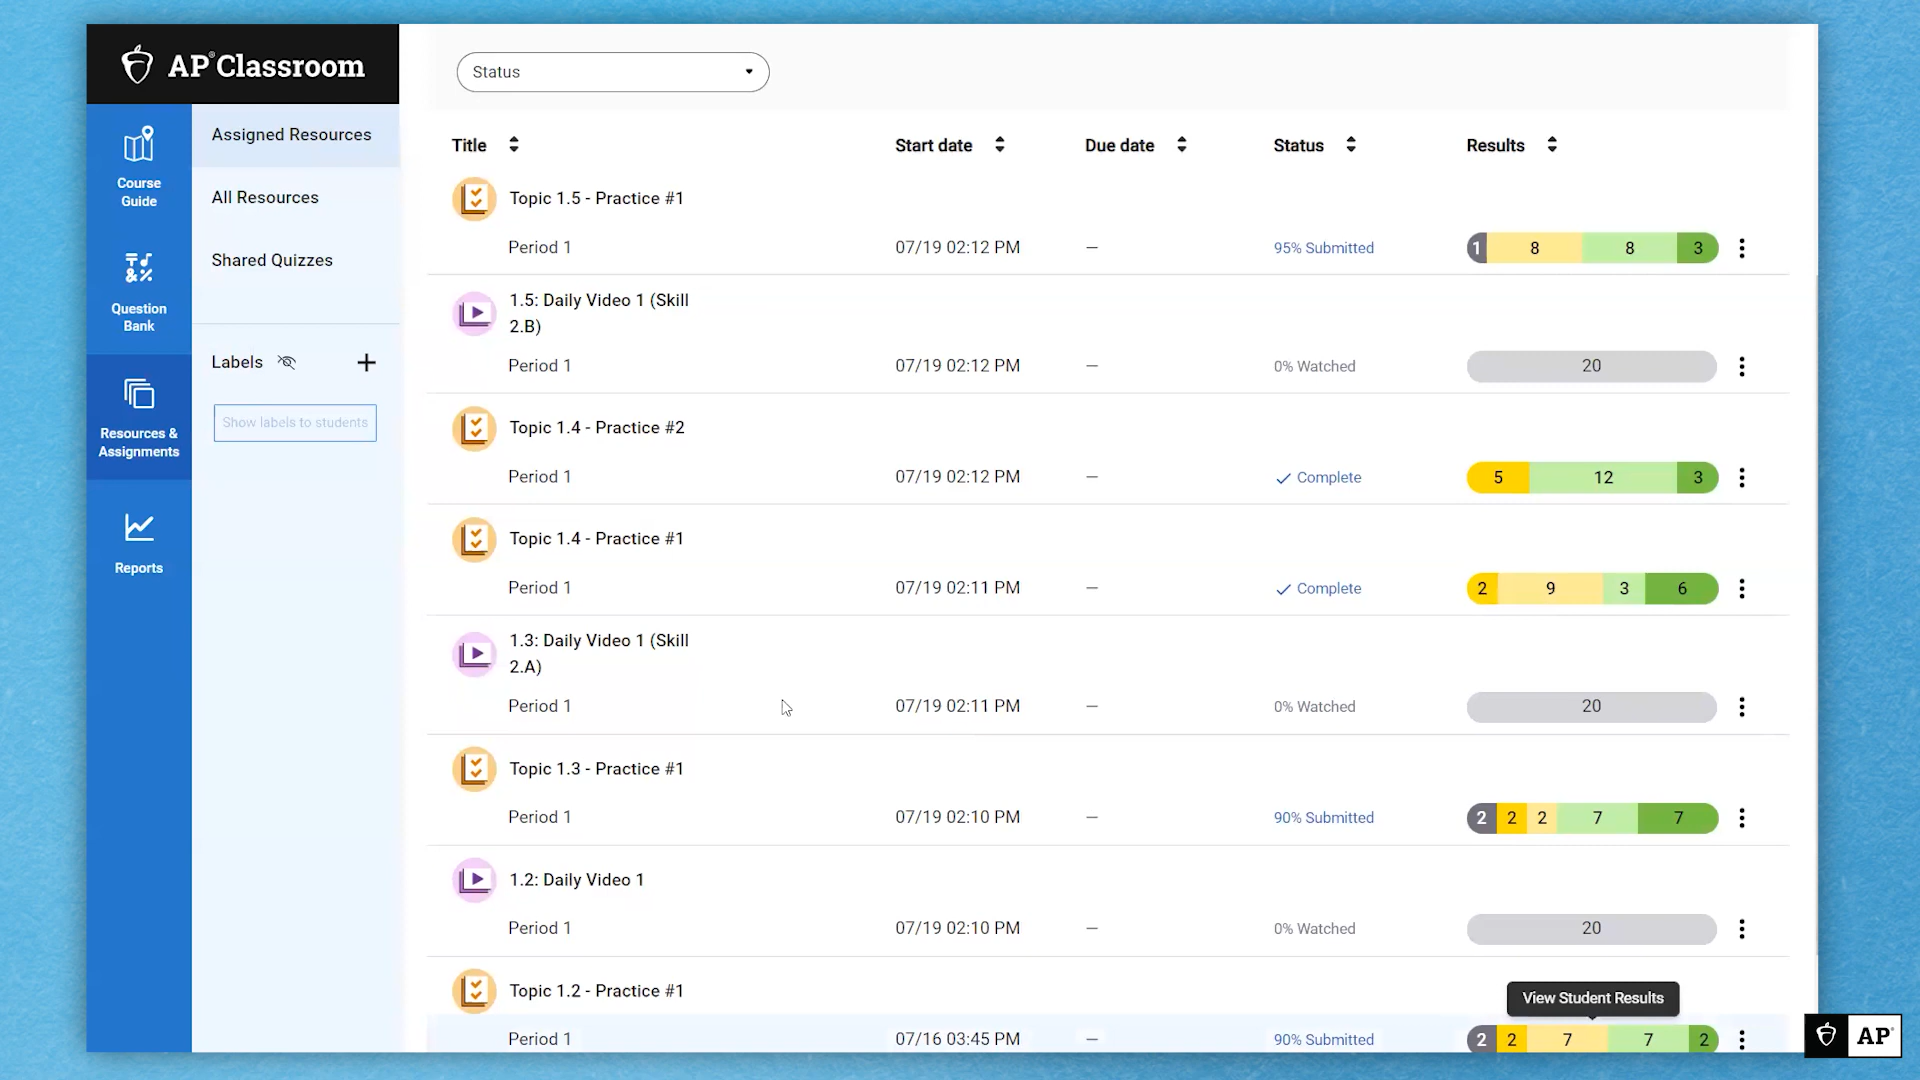 AP® Classroom
Course
Guide
Question
Bank
Resources &
Assignments
Reports
Assigned Resources
All Resources
Shared Quizzes
Labels
Show labels to students
Status
Title Start date Due date Status Results
Topic 1.5 - Practice #1
Period 1 07/19 02:12 PM — 95% Submitted 1 8 8 3
1.5: Daily Video 1 (Skill
2.B)
Period 1 07/19 02:12 PM — 0% Watched 20
Topic 1.4 - Practice #2
Period 1 07/19 02:12 PM — Complete 5 12 3
Topic 1.4 - Practice #1
Period 1 07/19 02:11 PM — Complete 2 9 3 6
1.3: Daily Video 1 (Skill
2.A)
Period 1 07/19 02:11 PM — 0% Watched 20
Topic 1.3 - Practice #1
Period 1 07/19 02:10 PM — 90% Submitted 2 2 2 7 7
1.2: Daily Video 1
Period 1 07/19 02:10 PM — 0% Watched 20
Topic 1.2 - Practice #1
View Student Results
Period 1 07/16 03:45 PM — 90% Submitted 2 2 7 7 2
AP®